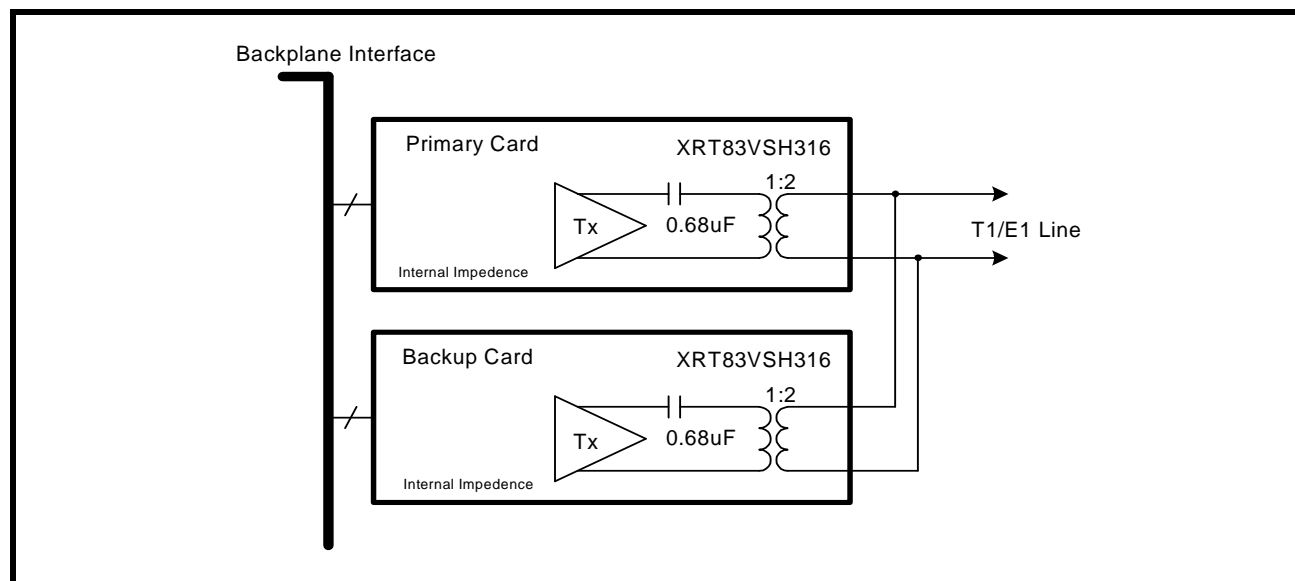 Backplane Interface
Primary Card
XRT83VSH316
1:2
Tx
0.68uF
Internal Impedence
T1/E1 Line
Backup Card
XRT83VSH316
1:2
Tx
0.68uF
Internal Impedence